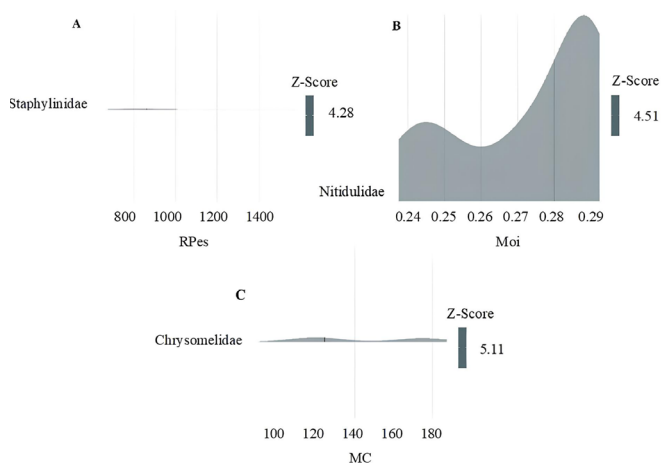 A
Staphylinidae
Z-Score
4.28
800 1000 1200 1400
RPes
B
Nitidulidae
Z-Score
4.51
0.24 0.25 0.26 0.27 0.28 0.29
Moi
C
Chrysomelidae
Z-Score
5.11
100 120 140 160 180
MC